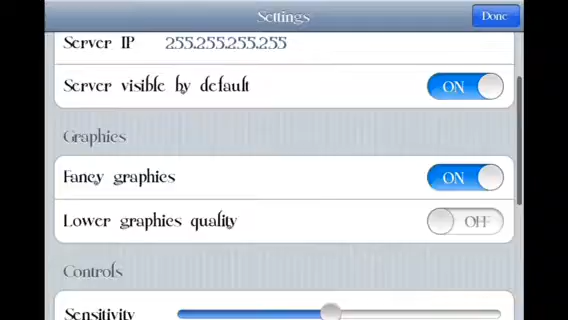 Settings
Done
Server IP 255.255.255.255
Server visible by default ON
Graphics
Fancy graphics ON
Lower graphics quality OFF
Controls
Sensitivity